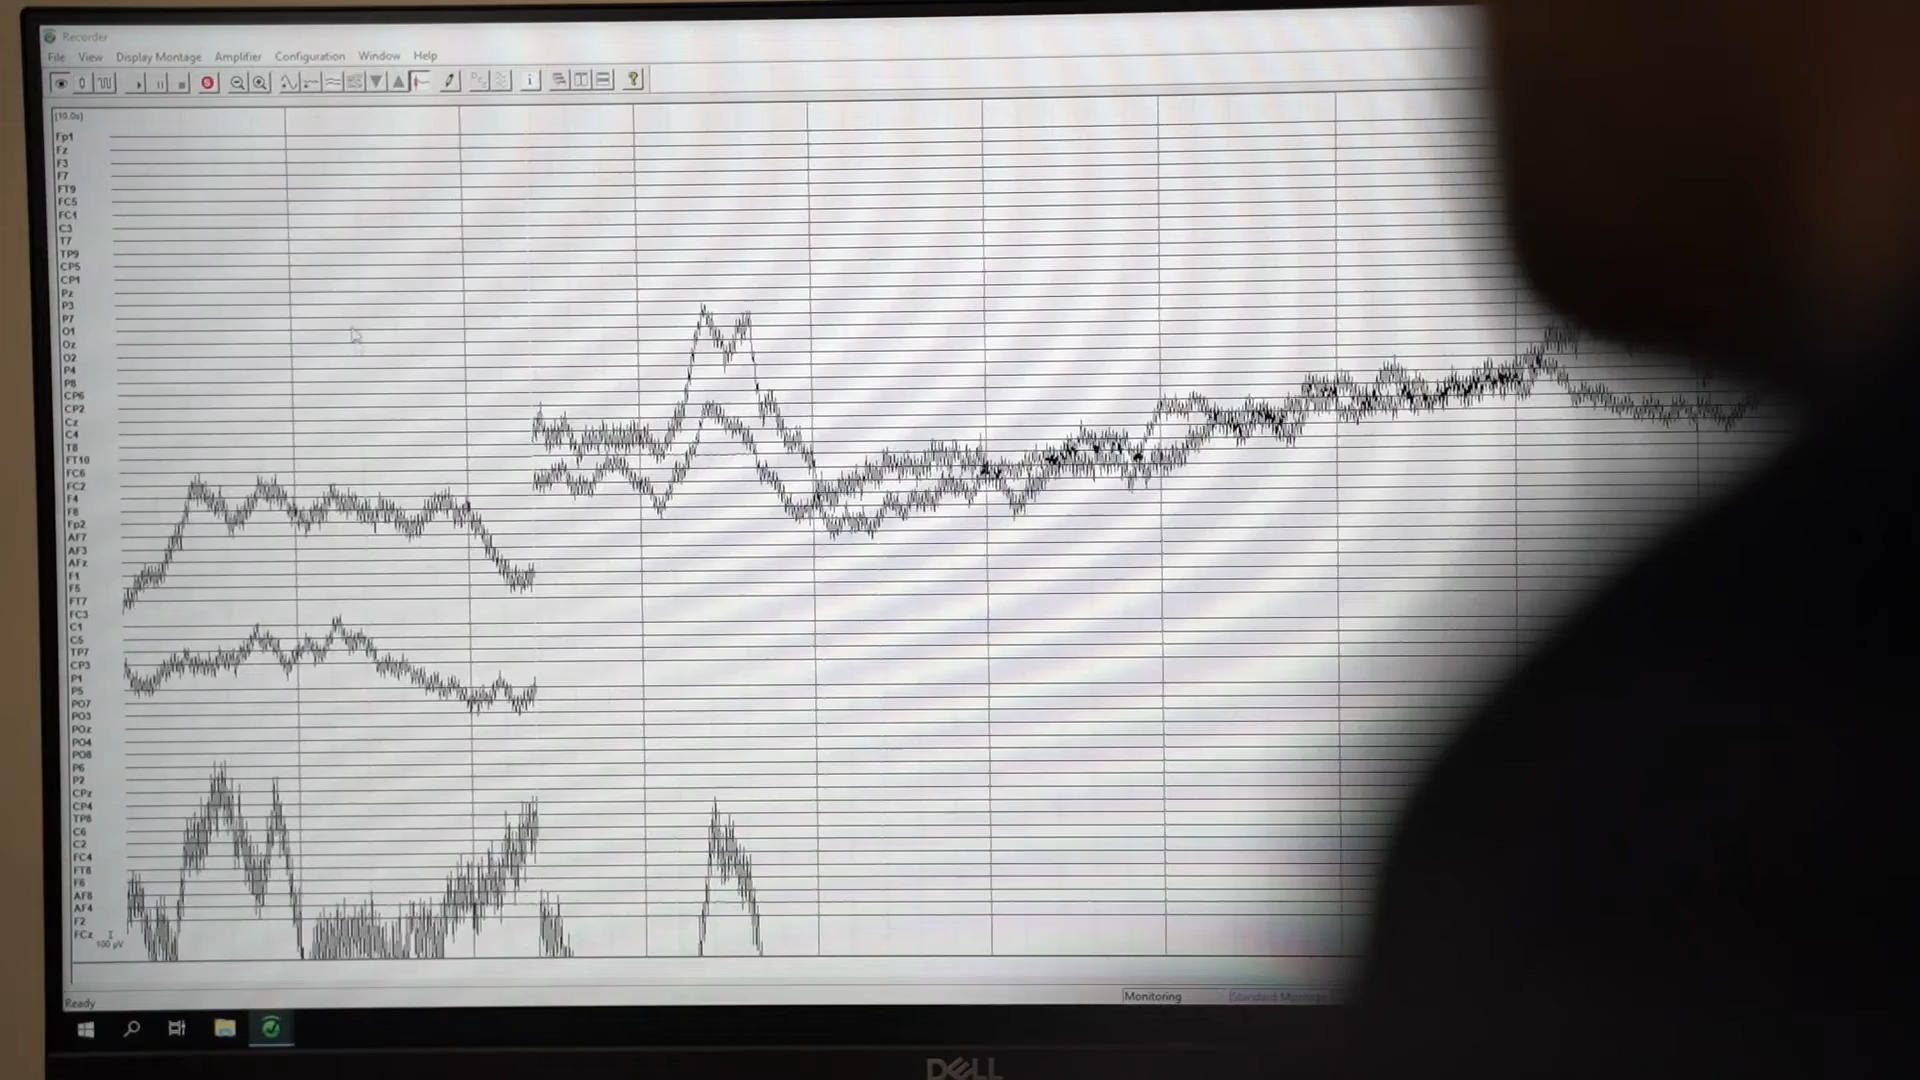 Recorder
File View Display Montage Amplifier Configuration Window Help
[10.0s]
Fp1
Fz
F3
F7
FT9
FC5
FC1
C3
T7
TP9
CP5
CP1
Pz
P3
P7
O1
Oz
O2
P4
P8
CP6
CP2
Cz
C4
T8
FT10
FC6
FC2
F4
F8
Fp2
AF7
AF3
AFz
F1
F5
FT7
FC3
C1
C5
TP7
CP3
P1
P5
PO7
PO3
POz
PO4
PO8
P6
P2
CPz
CP4
TP8
C6
C2
FC4
FT8
F6
AF8
AF4
F2
FCz
100 µV
Ready
Monitoring
Standard Montage
DELL